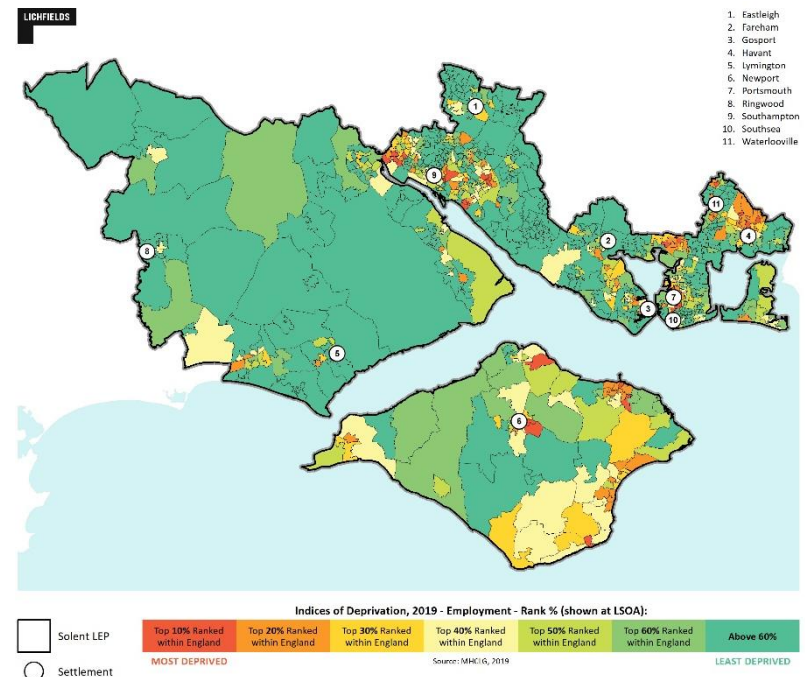 LICHFIELDS
1. Eastleigh
2. Fareham
3. Gosport
4. Havant
5. Lymington
6. Newport
7. Portsmouth
8. Ringwood
9. Southampton
10. Southsea
11. Waterlooville
1
9
11
2
4
8
7
3
10
5
6
Indices of Deprivation, 2019 - Employment - Rank % (shown at LSOA):
Solent LEP
Top 10% Ranked within England
Top 20% Ranked within England
Top 30% Ranked within England
Top 40% Ranked within England
Top 50% Ranked within England
Top 60% Ranked within England
Above 60%
MOST DEPRIVED
Source: MHCLG, 2019
LEAST DEPRIVED
Settlement